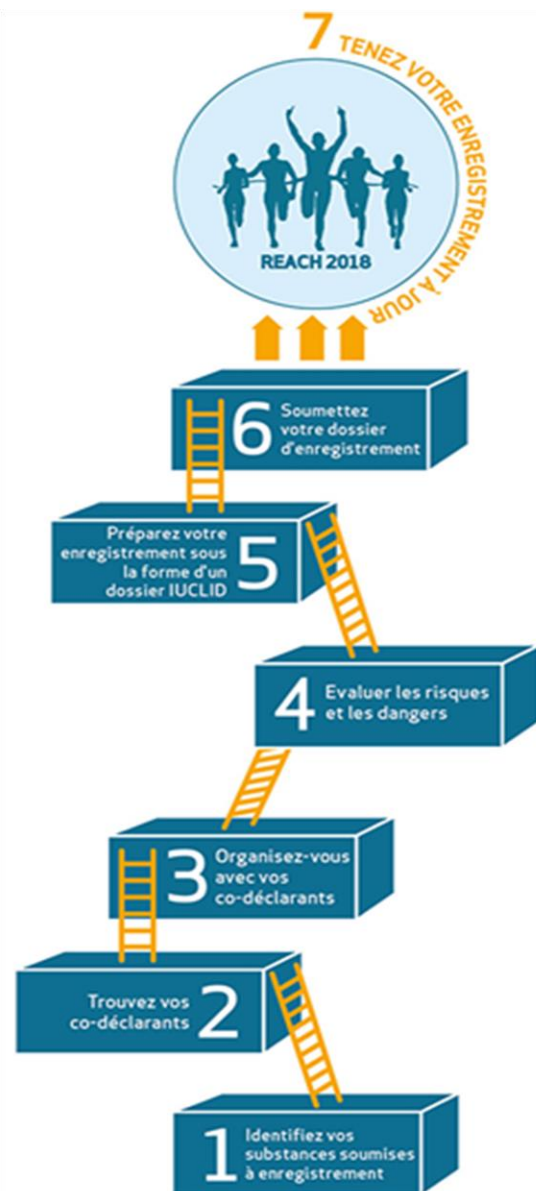 7 TENEZ VOTRE ENREGISTREMENT À JOUR
REACH 2018
6 Soumettez
votre dossier
d'enregistrement
Préparez votre
enregistrement sous
la forme d'un
dossier IUCLID
5
4 Evaluer les risques
et les dangers
3 Organisez-vous
avec vos
co-déclarants
Trouvez vos
co-déclarants
2
1 Identifiez vos
substances soumises
à enregistrement